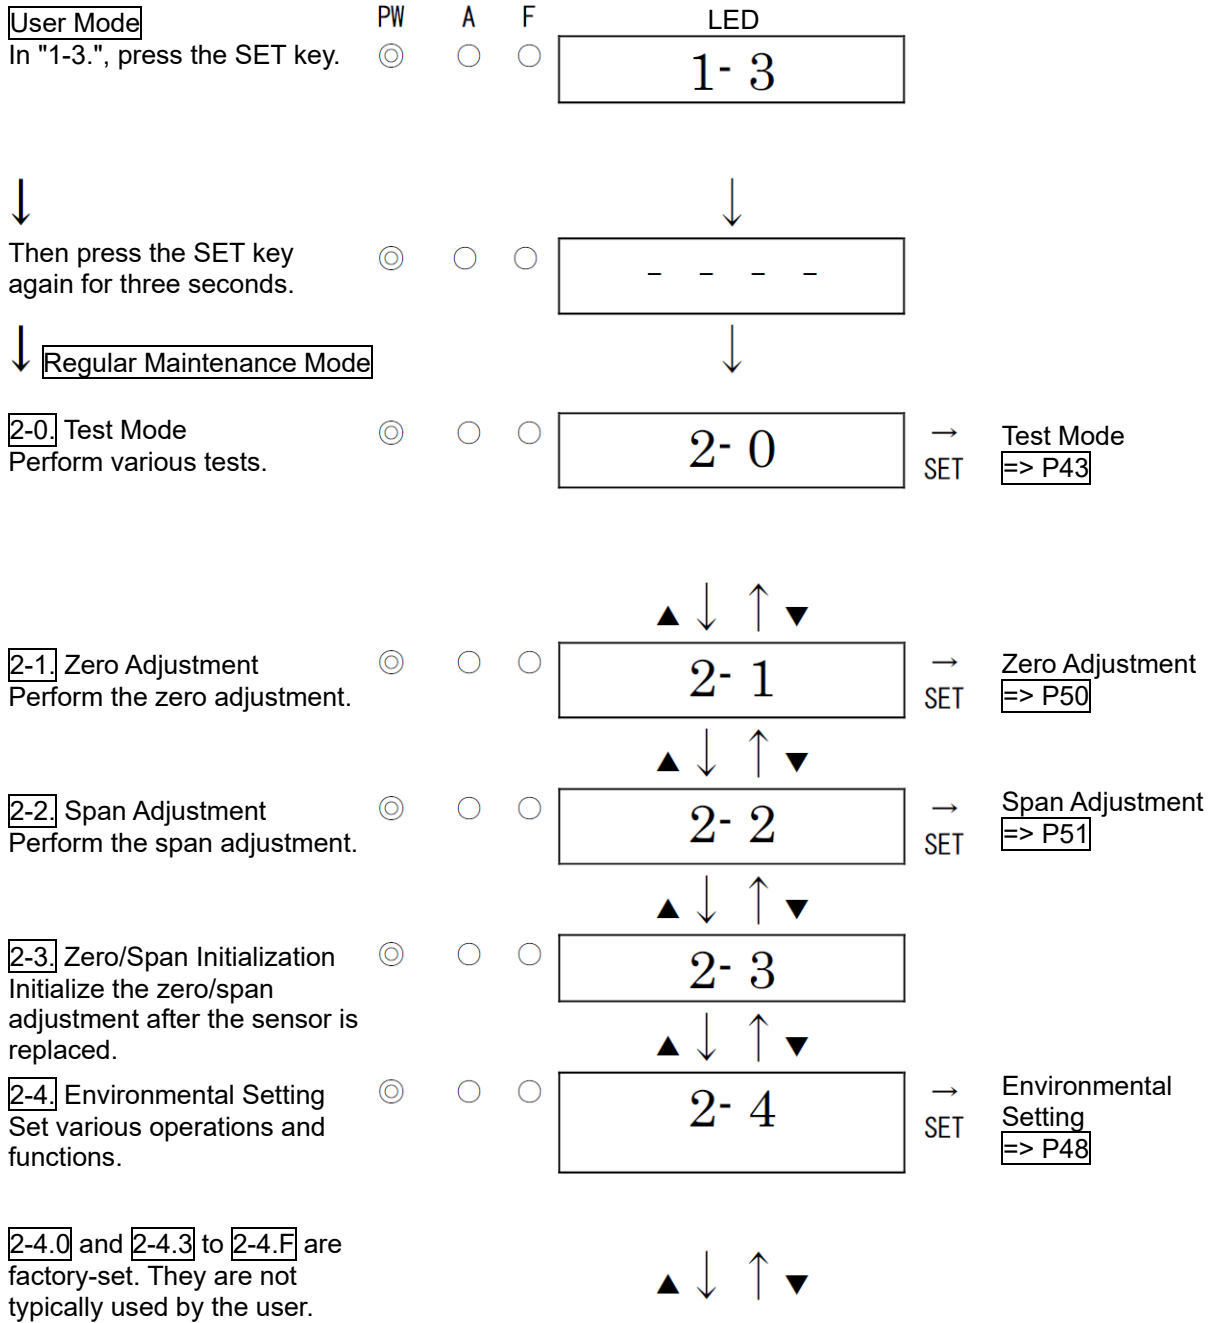 User Mode
In "1-3.", press the SET key.
PW A F LED
◎ ○ ○ 1- 3
↓ ↓
Then press the SET key
again for three seconds.
◎ ○ ○ - - - -
↓ Regular Maintenance Mode ↓
2-0. Test Mode
Perform various tests.
◎ ○ ○ 2- 0 →
SET
Test Mode
=> P43
▲ ↓ ↑ ▼
2-1. Zero Adjustment
Perform the zero adjustment.
◎ ○ ○ 2- 1 →
SET
Zero Adjustment
=> P50
▲ ↓ ↑ ▼
2-2. Span Adjustment
Perform the span adjustment.
◎ ○ ○ 2- 2 →
SET
Span Adjustment
=> P51
▲ ↓ ↑ ▼
2-3. Zero/Span Initialization
Initialize the zero/span
adjustment after the sensor is
replaced.
◎ ○ ○ 2- 3
▲ ↓ ↑ ▼
2-4. Environmental Setting
Set various operations and
functions.
◎ ○ ○ 2- 4 →
SET
Environmental
Setting
=> P48
2-4.0 and 2-4.3 to 2-4.F are
factory-set. They are not
typically used by the user.
▲ ↓ ↑ ▼